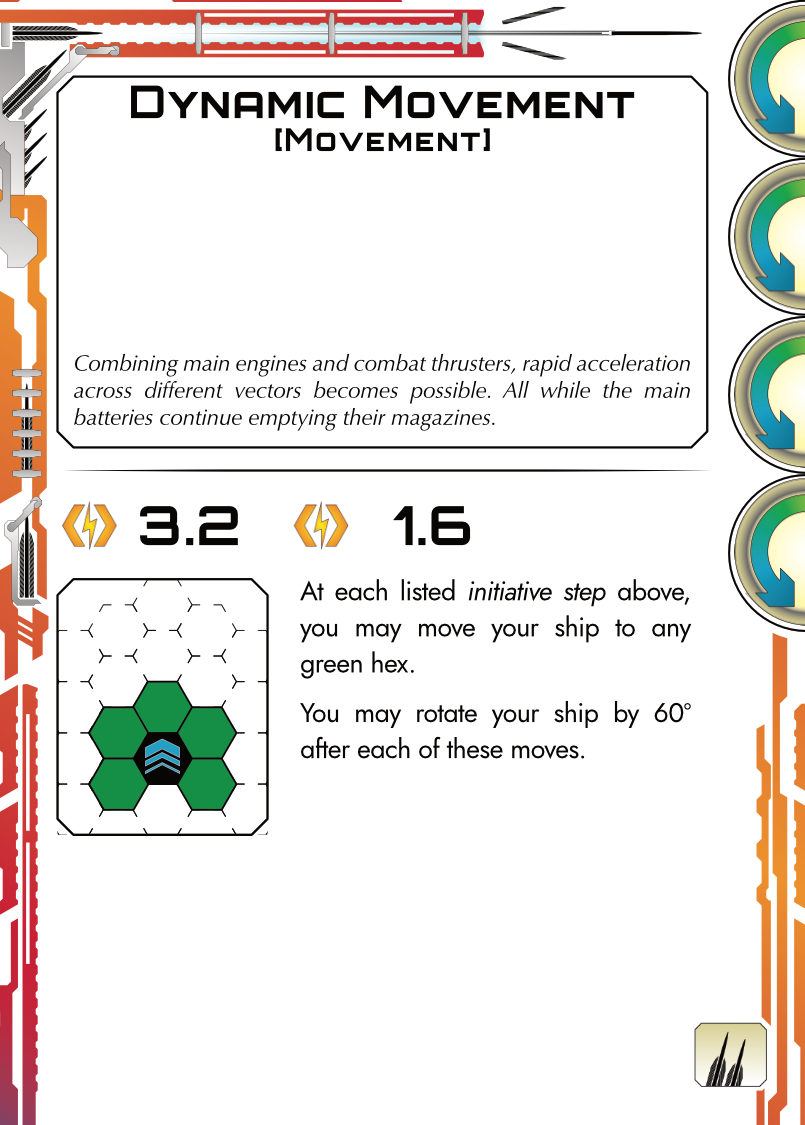 Dynamic Movement
[Movement]
Combining main engines and combat thrusters, rapid acceleration
across different vectors becomes possible. All while the main
batteries continue emptying their magazines.
3.2 1.6
At each listed initiative step above,
you may move your ship to any
green hex.
You may rotate your ship by 60°
after each of these moves.